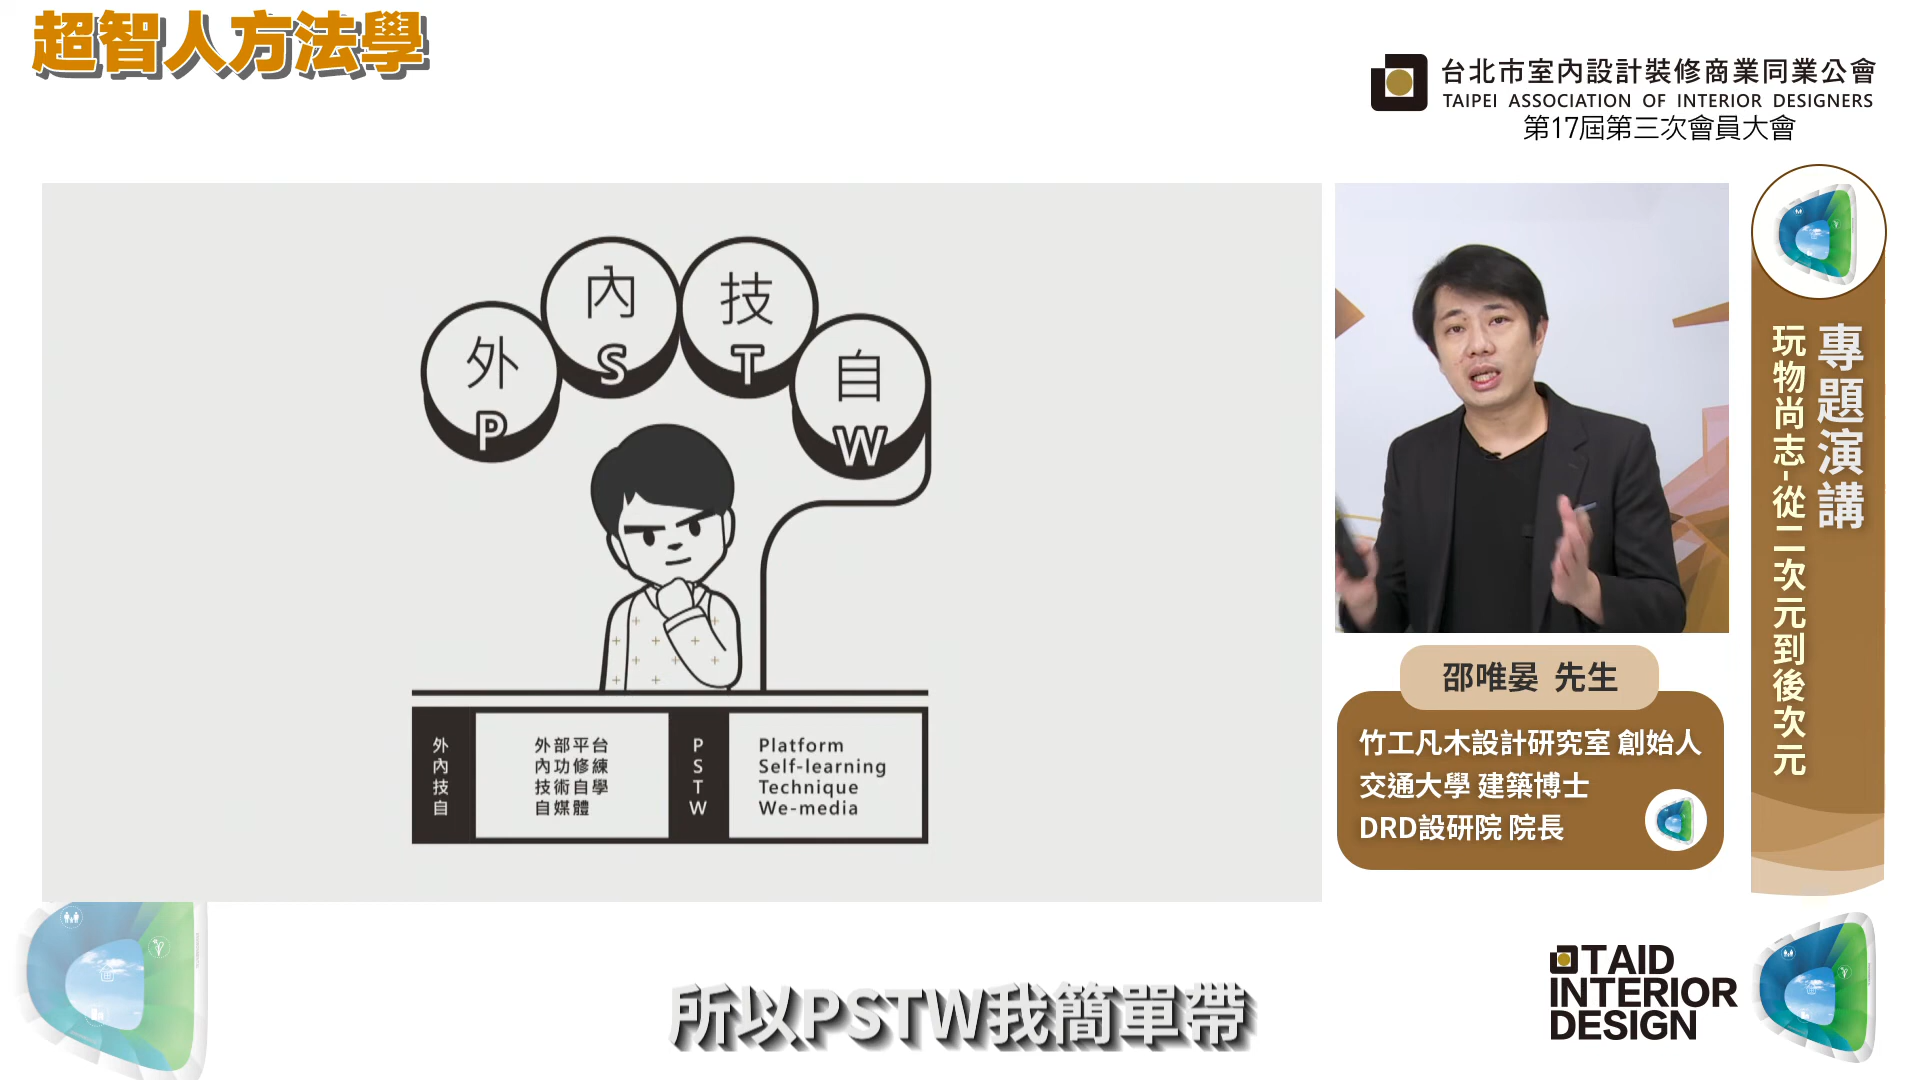 超智人方法學
台北市室內設計裝修商業同業公會
TAIPEI ASSOCIATION OF INTERIOR DESIGNERS
第17屆第三次會員大會
外
P
內
S
技
T
自
W
外內技自
外部平台
內功修練
技術自學
自媒體
PSTW
Platform
Self-learning
Technique
We-media
專題演講
玩物尚志-從二次元到後次元
邵唯晏 先生
竹工凡木設計研究室 創始人
交通大學 建築博士
DRD設研院 院長
所以PSTW我簡單帶
TAID
INTERIOR
DESIGN